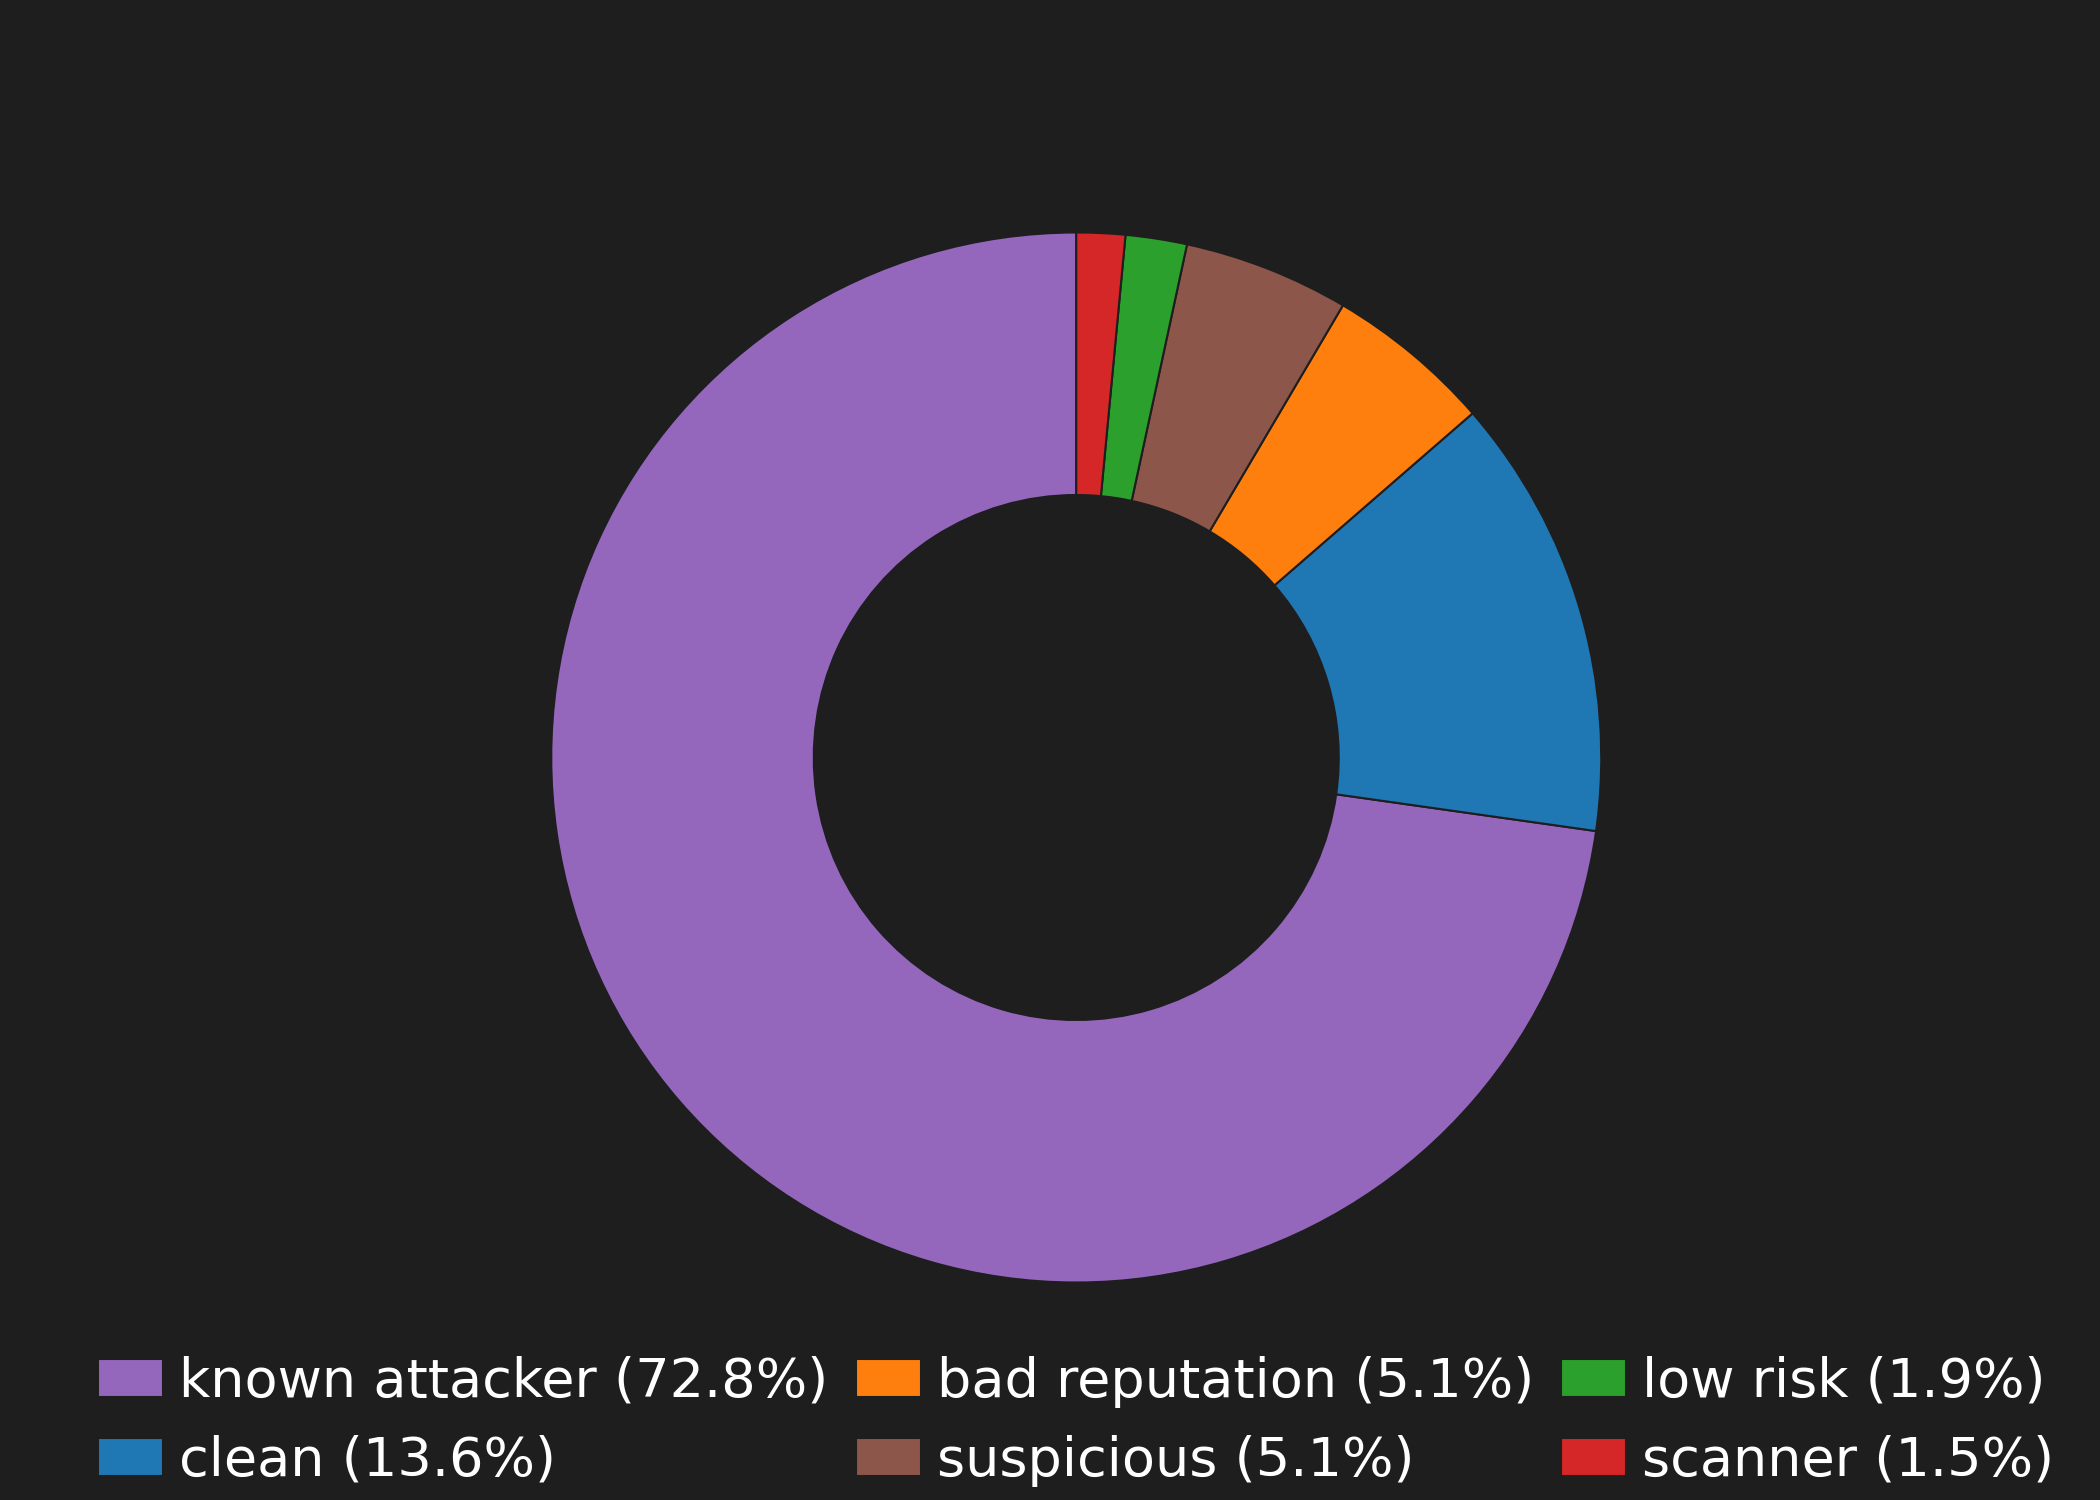 known attacker (72.8%)
clean (13.6%)
bad reputation (5.1%)
suspicious (5.1%)
low risk (1.9%)
scanner (1.5%)